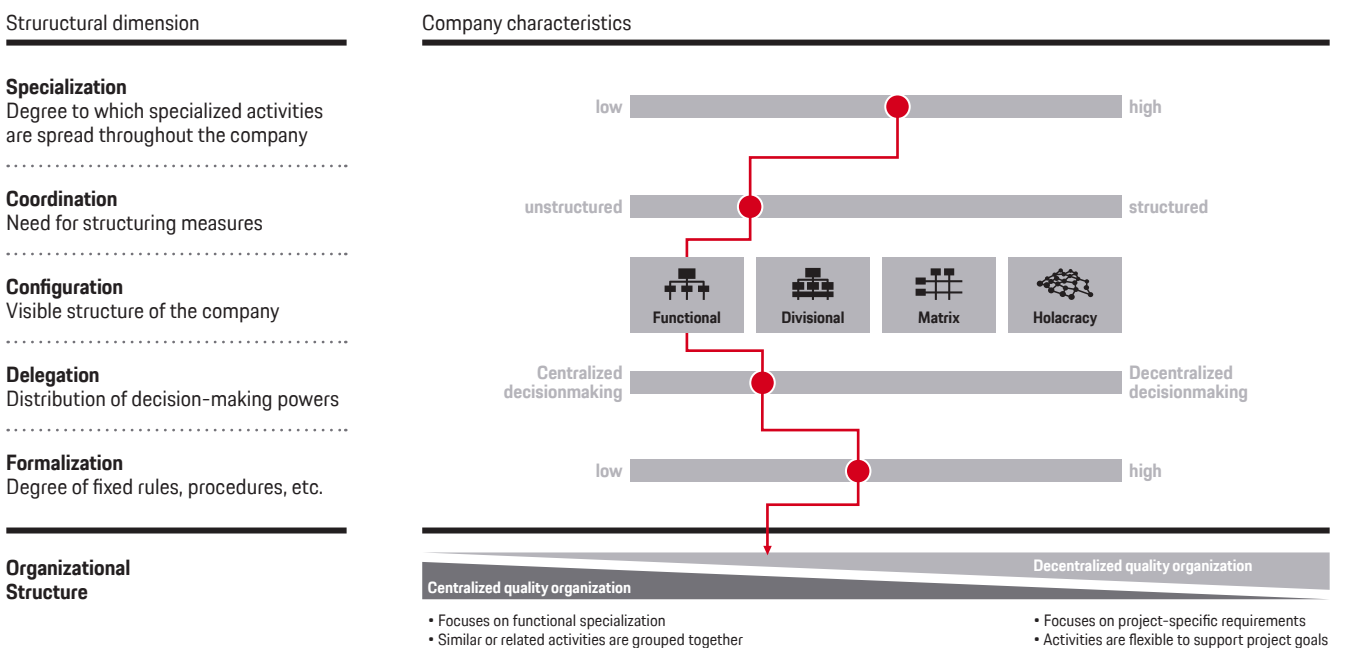 Strururctural dimension
Company characteristics
Specialization
Degree to which specialized activities
are spread throughout the company
low
high
Coordination
Need for structuring measures
unstructured
structured
Configuration
Visible structure of the company
Functional
Divisional
Matrix
Holacracy
Delegation
Distribution of decision-making powers
Centralized
decisionmaking
Decentralized
decisionmaking
Formalization
Degree of fixed rules, procedures, etc.
low
high
Organizational
Structure
Decentralized quality organization
Centralized quality organization
• Focuses on functional specialization
• Similar or related activities are grouped together
• Focuses on project-specific requirements
• Activities are flexible to support project goals